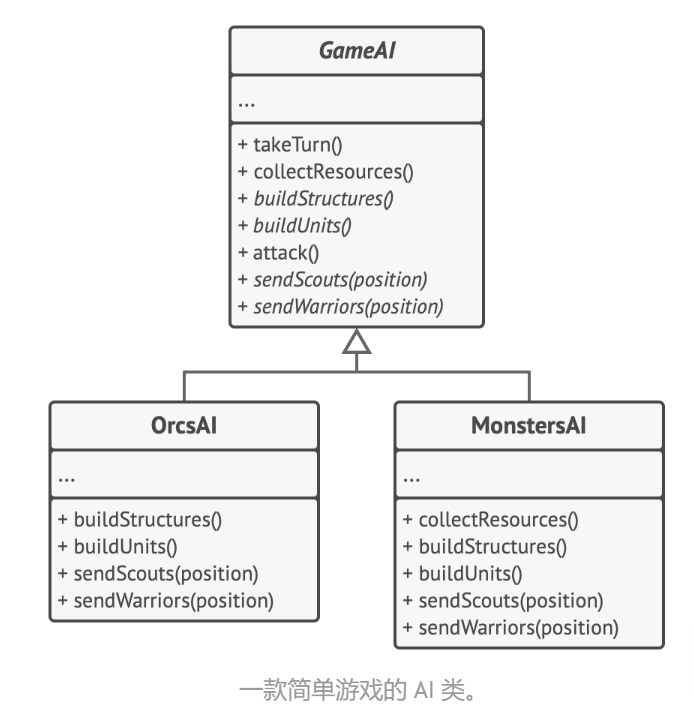 GameAI
...
+ takeTurn()
+ collectResources()
+ buildStructures()
+ buildUnits()
+ attack()
+ sendScouts(position)
+ sendWarriors(position)
OrcsAI
...
+ buildStructures()
+ buildUnits()
+ sendScouts(position)
+ sendWarriors(position)
MonstersAI
...
+ collectResources()
+ buildStructures()
+ buildUnits()
+ sendScouts(position)
+ sendWarriors(position)
一款简单游戏的 AI 类。